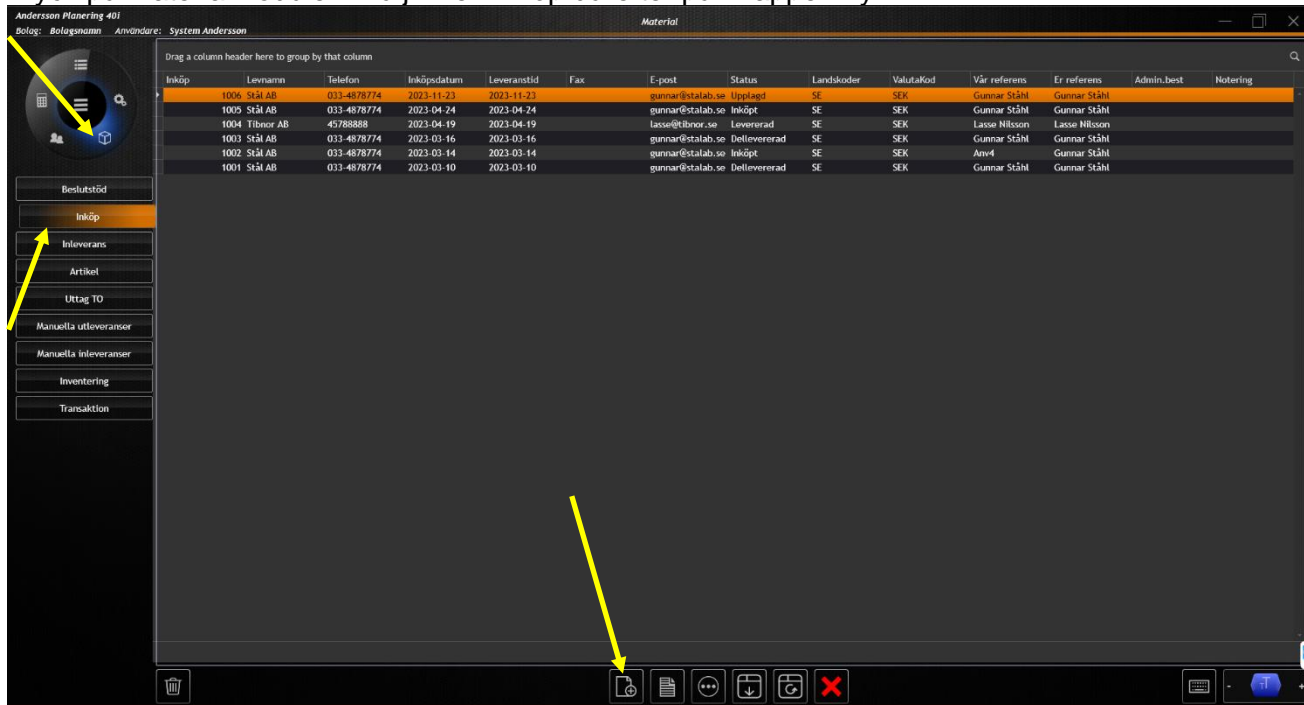 Andersson Planering 40i
Material
Bolag: Bolagsnamn Användare: System Andersson
Drag a column header here to group by that column
Inköp Levnamn Telefon Inköpsdatum Leveranstid Fax E-post Status Landskoder ValutaKod Vår referens Er referens Admin.best Notering
1006 Stål AB 033-4878774 2023-11-23 2023-11-23 gunnar@stalab.se Upplagd SE SEK Gunnar Ståhl Gunnar Ståhl
1005 Stål AB 033-4878774 2023-04-24 2023-04-24 gunnar@stalab.se Inköpt SE SEK Gunnar Ståhl Gunnar Ståhl
1004 Tibnor AB 45788888 2023-04-19 2023-04-19 lasse@tibnor.se Levererad SE SEK Lasse Nilsson Lasse Nilsson
1003 Stål AB 033-4878774 2023-03-16 2023-03-16 gunnar@stalab.se Dellevererad SE SEK Gunnar Ståhl Gunnar Ståhl
1002 Stål AB 033-4878774 2023-03-14 2023-03-14 gunnar@stalab.se Inköpt SE SEK Anv4 Gunnar Ståhl
1001 Stål AB 033-4878774 2023-03-10 2023-03-10 gunnar@stalab.se Dellevererad SE SEK Gunnar Ståhl Gunnar Ståhl
Beslutstöd
Inköp
Inleverans
Artikel
Uttag TO
Manuella utleveranser
Manuella inleveranser
Inventering
Transaktion
- TT +